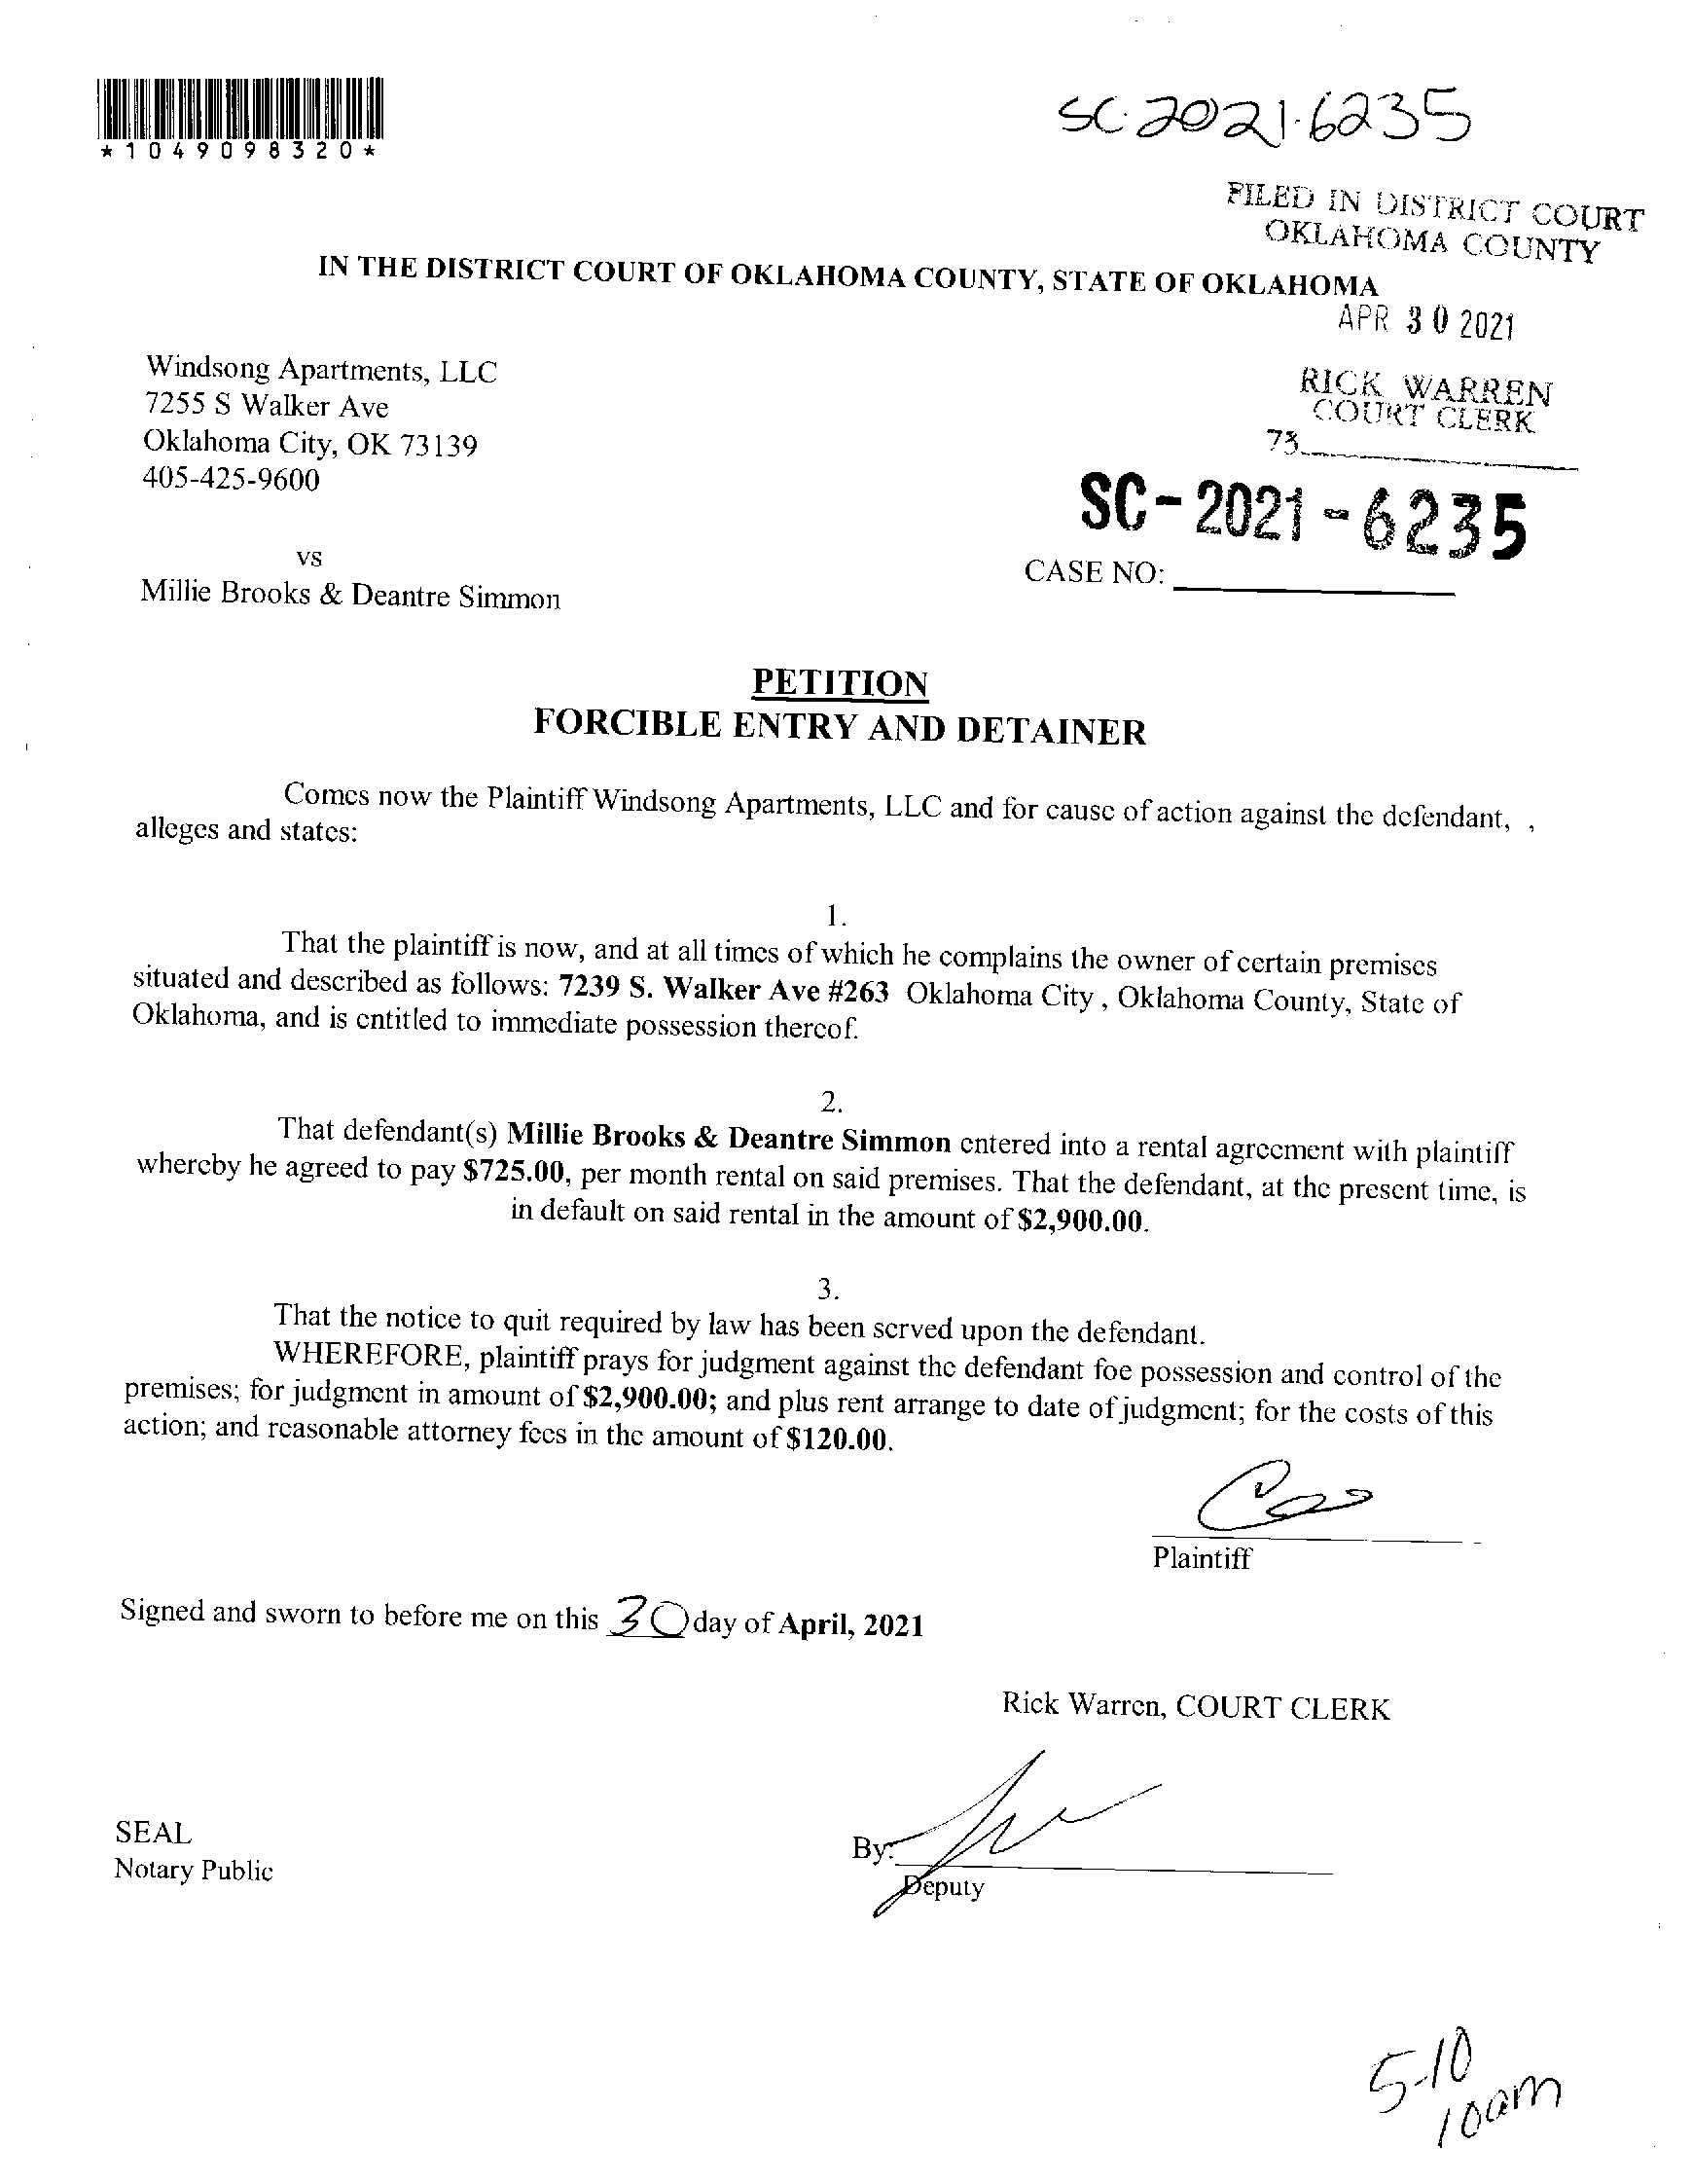 *1049098320*
SC-2021-6235
FILED IN DISTRICT COURT
OKLAHOMA COUNTY
IN THE DISTRICT COURT OF OKLAHOMA COUNTY, STATE OF OKLAHOMA
APR 30 2021
Windsong Apartments, LLC
7255 S Walker Ave
Oklahoma City, OK 73139
405-425-9600
RICK WARREN
COURT CLERK
73
SC-2021-6235
vs
CASE NO:
Millie Brooks & Deantre Simmon
PETITION
FORCIBLE ENTRY AND DETAINER
Comes now the Plaintiff Windsong Apartments, LLC and for cause of action against the defendant, ,
alleges and states:
1.
That the plaintiff is now, and at all times of which he complains the owner of certain premises
situated and described as follows: 7239 S. Walker Ave #263 Oklahoma City , Oklahoma County, State of
Oklahoma, and is entitled to immediate possession thereof.
2.
That defendant(s) Millie Brooks & Deantre Simmon entered into a rental agreement with plaintiff
whereby he agreed to pay $725.00, per month rental on said premises. That the defendant, at the present time, is
in default on said rental in the amount of $2,900.00.
3.
That the notice to quit required by law has been served upon the defendant.
WHEREFORE, plaintiff prays for judgment against the defendant foe possession and control of the
premises; for judgment in amount of $2,900.00; and plus rent arrange to date of judgment; for the costs of this
action; and reasonable attorney fees in the amount of $120.00.
Plaintiff
Signed and sworn to before me on this 30 day of April, 2021
Rick Warren, COURT CLERK
SEAL
Notary Public
By:
Deputy
5-10
10am